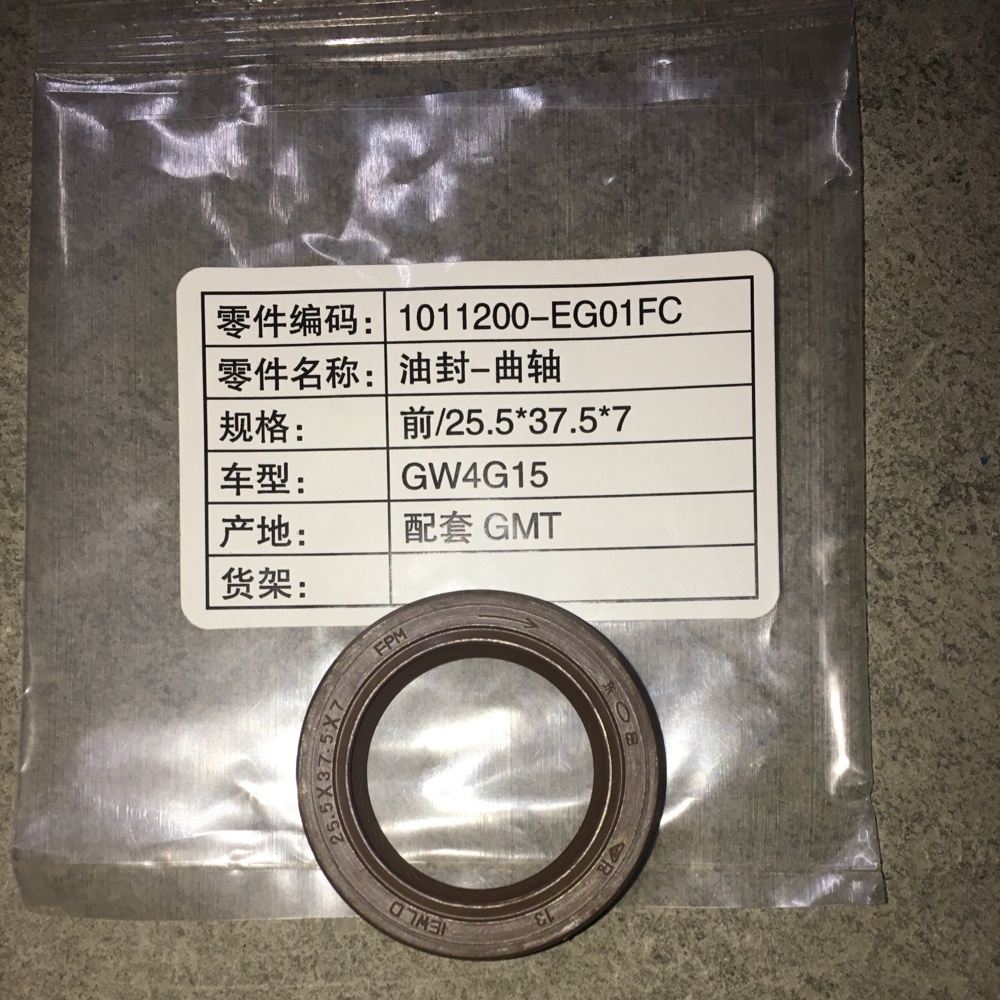 零件编码: 1011200-EG01FC
零件名称: 油封-曲轴
规格: 前/25.5*37.5*7
车型: GW4G15
产地: 配套 GMT
货架:
FPM
25.5X37.5X7
13